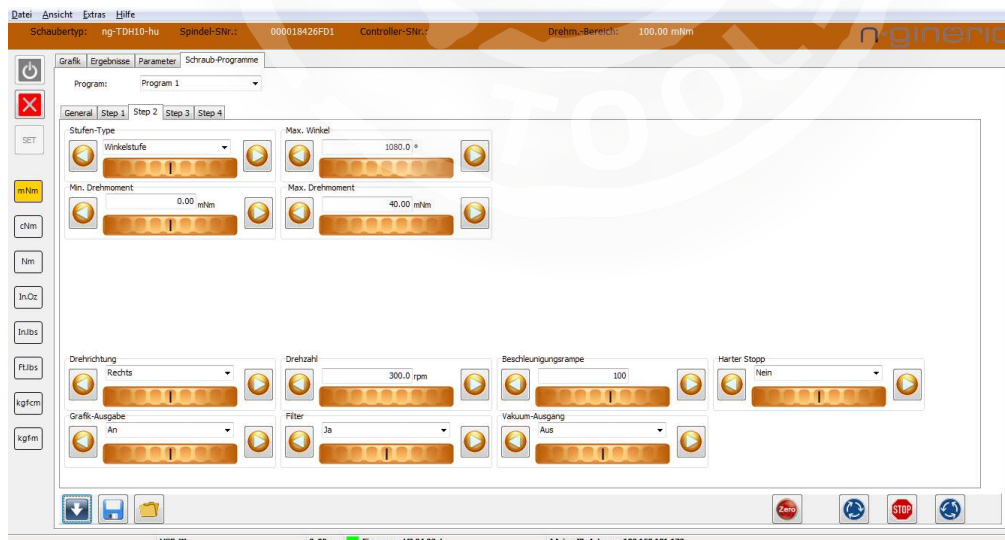 Datei Ansicht Extras Hilfe
Schaubertyp: ng-TDH10-hu Spindel-SNr.: 000018426FD1 Controller-SNr.: Drehm.-Bereich: 100.00 mNm n-gineric
Grafik Ergebnisse Parameter Schraub-Programme
Program: Program 1
General Step 1 Step 2 Step 3 Step 4
SET
Stufen-Type Max. Winkel
Winkelstufe 1080.0 °
Min. Drehmoment Max. Drehmoment
0.00 mNm 40.00 mNm
mNm
cNm
Nm
In.Oz
In.lbs
Ft.lbs
kgf-cm
kgf-m
Drehrichtung Drehzahl Beschleunigungsrampe Harter Stopp
Rechts 300.0 rpm 100 Nein
Grafik-Ausgabe Filter Vakuum-Ausgang
An Ja Aus
Zero STOP
TOOL